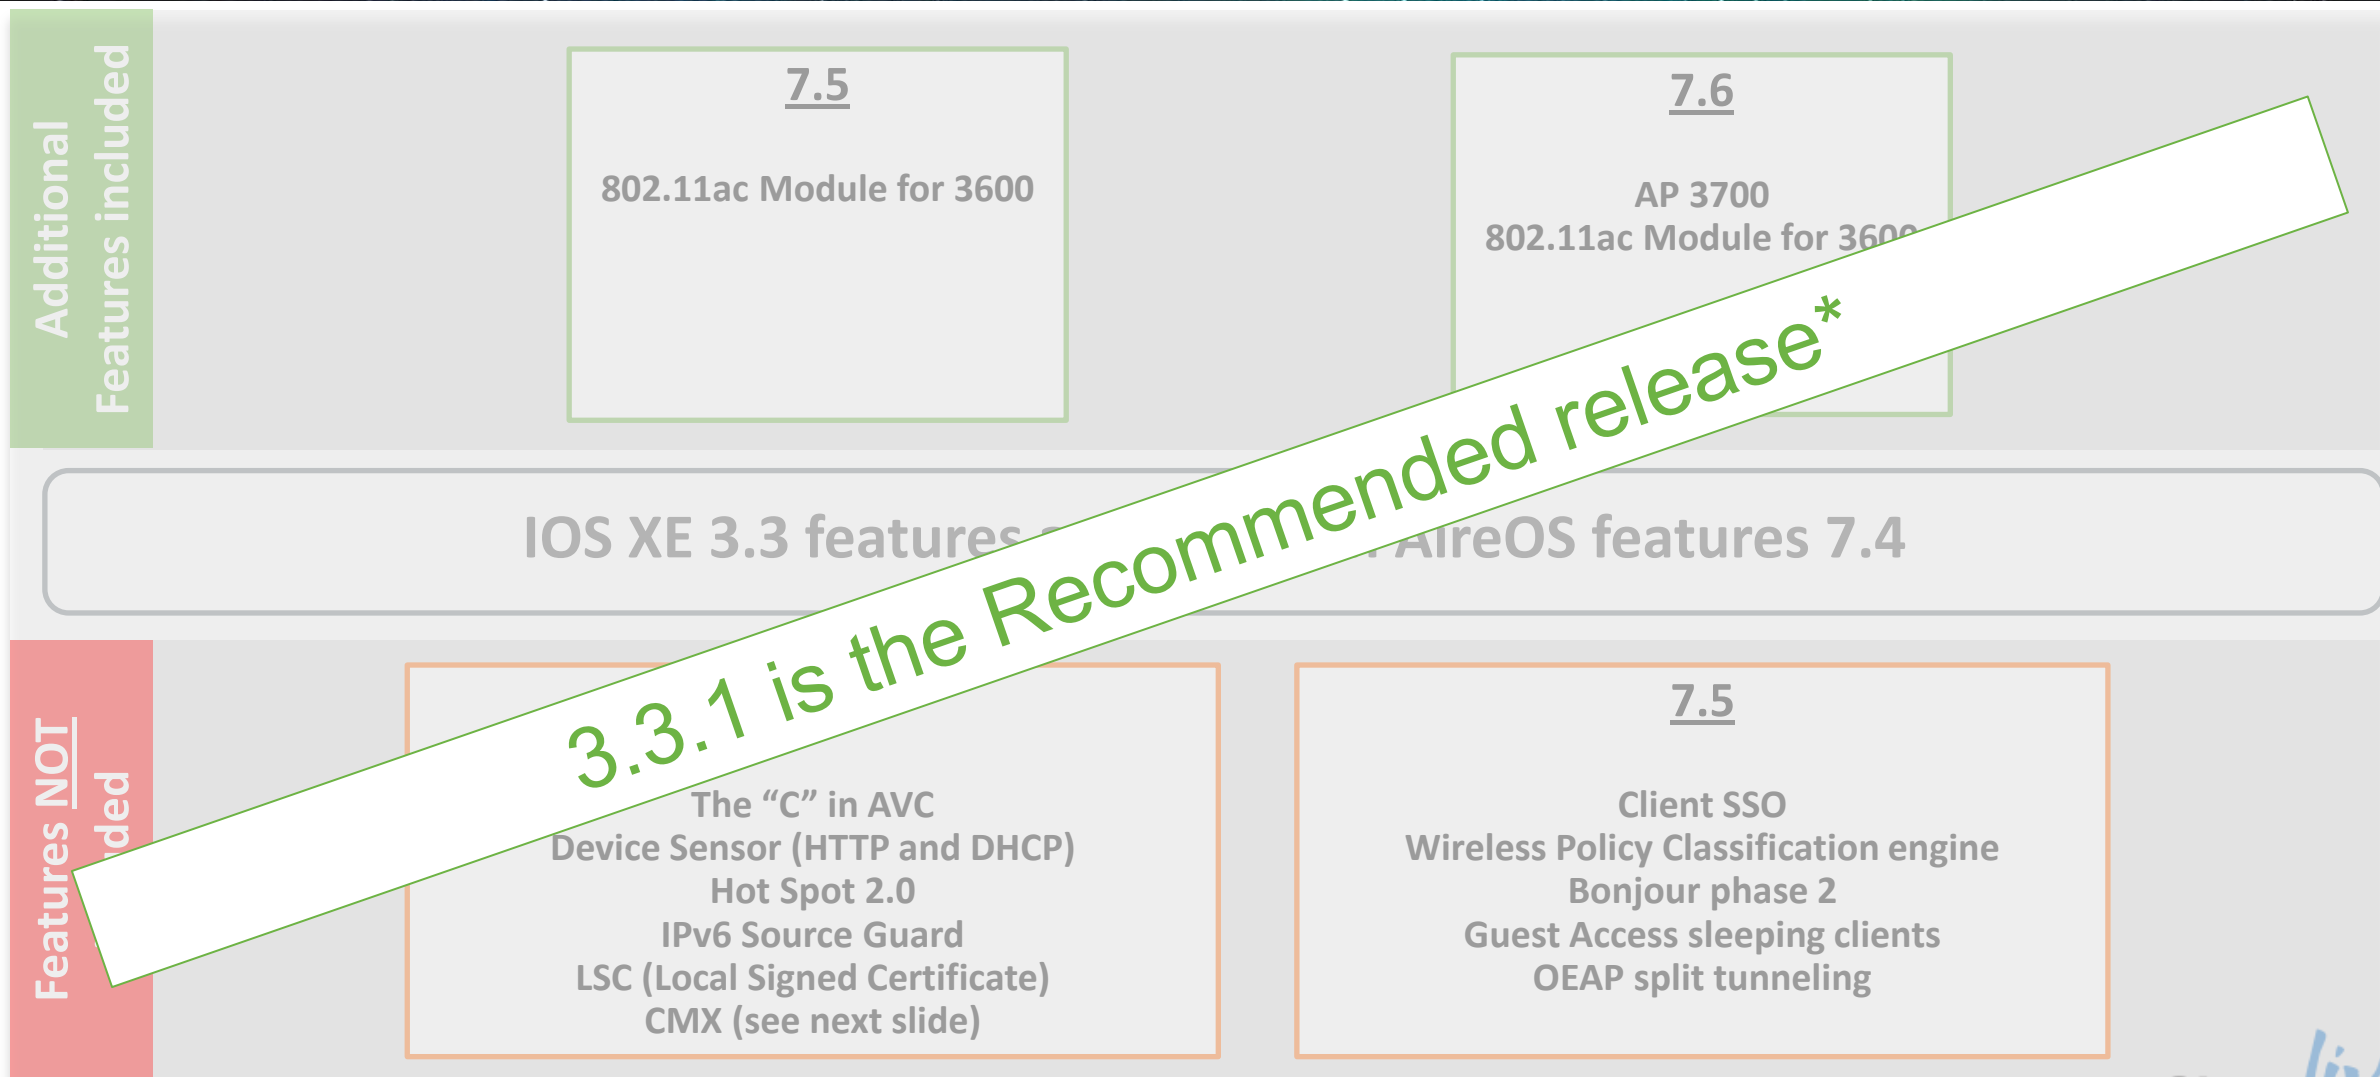 Additional
Features included
7.5
802.11ac Module for 3600
7.6
AP 3700
802.11ac Module for 3600
IOS XE 3.3 features
AireOS features 7.4
3.3.1 is the Recommended release*
Features NOT
The “C” in AVC
Device Sensor (HTTP and DHCP)
Hot Spot 2.0
IPv6 Source Guard
LSC (Local Signed Certificate)
CMX (see next slide)
7.5
Client SSO
Wireless Policy Classification engine
Bonjour phase 2
Guest Access sleeping clients
OEAP split tunneling